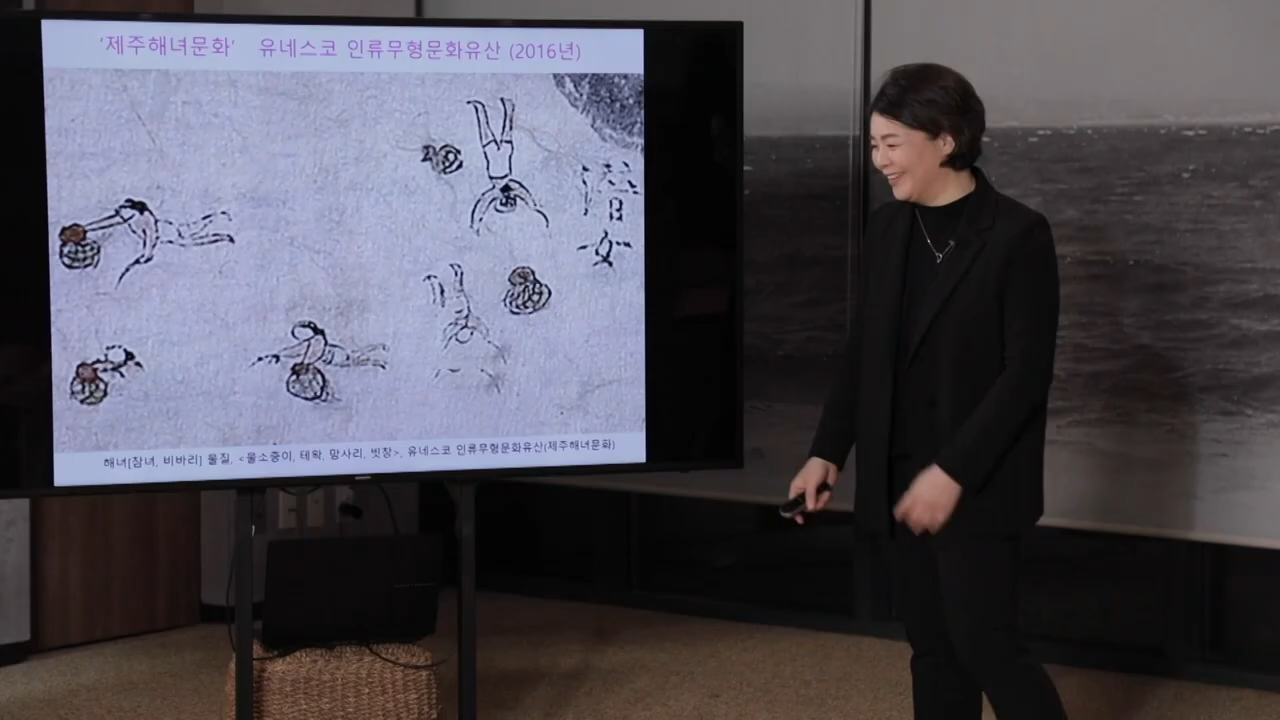 '제주해녀문화' 유네스코 인류무형문화유산 (2016년)
潛女
해녀[잠녀, 비바리] 물질, <물소중이, 테왁, 망사리, 빗창>, 유네스코 인류무형문화유산(제주해녀문화)